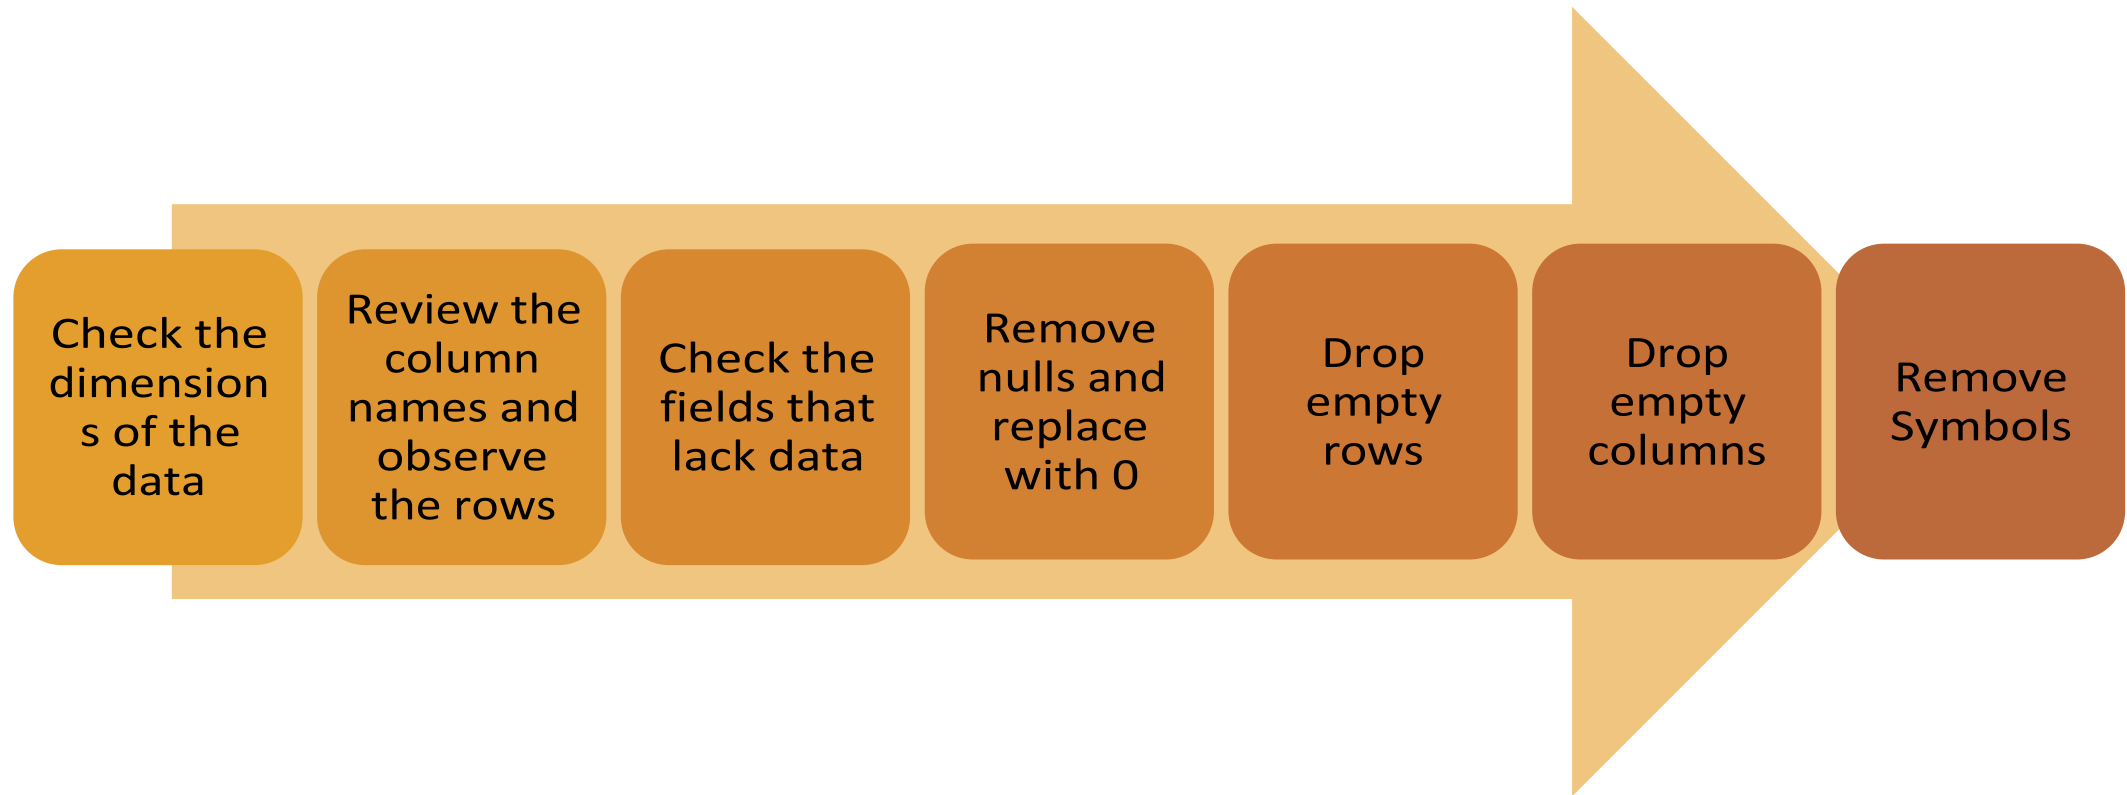 Check the
dimension
s of the
data
Review the
column
names and
observe
the rows
Check the
fields that
lack data
Remove
nulls and
replace
with 0
Drop
empty
rows
Drop
empty
columns
Remove
Symbols